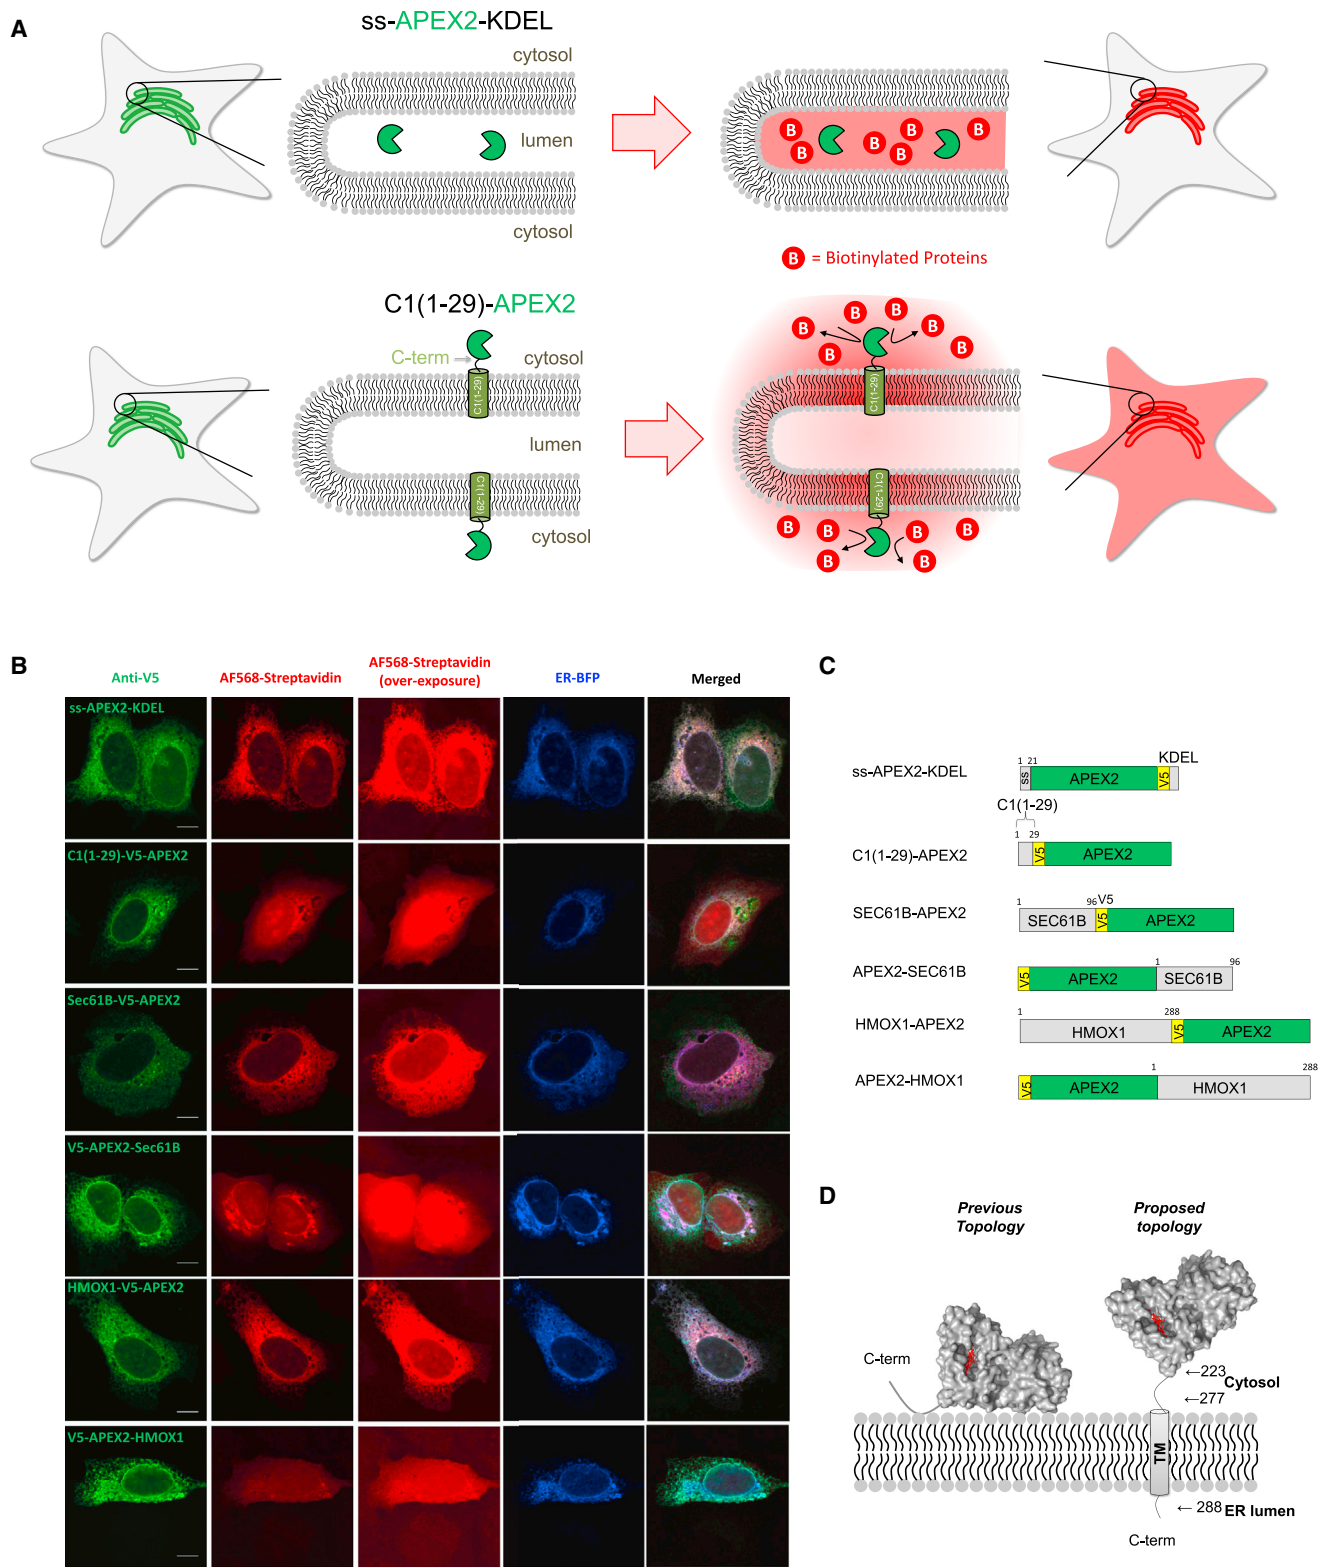 A
ss-APEX2-KDEL
cytosol
lumen
cytosol
B
B
B
B
B
B
B
B = Biotinylated Proteins
C1(1-29)-APEX2
C-term
cytosol
C1(1-29)
lumen
C1(1-29)
cytosol
B
B
B
B
B
B
C1(1-29)
C1(1-29)
B
B
B
B
B
B
B
Anti-V5
AF568-Streptavidin
AF568-Streptavidin
(over-exposure)
ER-BFP
Merged
ss-APEX2-KDEL
C1(1-29)-V5-APEX2
Sec61B-V5-APEX2
V5-APEX2-Sec61B
HMOX1-V5-APEX2
V5-APEX2-HMOX1
C
ss-APEX2-KDEL
1 21
KDEL
ss
APEX2
V5
C1(1-29)
C1(1-29)-APEX2
1 29
V5
APEX2
SEC61B-APEX2
1 96 V5
SEC61B
V5
APEX2
APEX2-SEC61B
1 96
V5
APEX2
SEC61B
HMOX1-APEX2
1 288
HMOX1
V5
APEX2
APEX2-HMOX1
1 288
V5
APEX2
HMOX1
D
Previous
Topology
Proposed
topology
C-term
←223
Cytosol
←277
TM
← 288 ER lumen
C-term